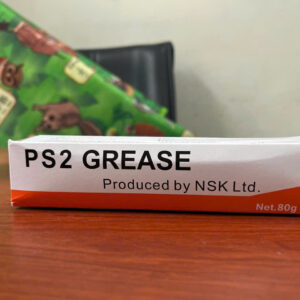 PS2 GREASE
Produced by NSK Ltd.
Net.80g